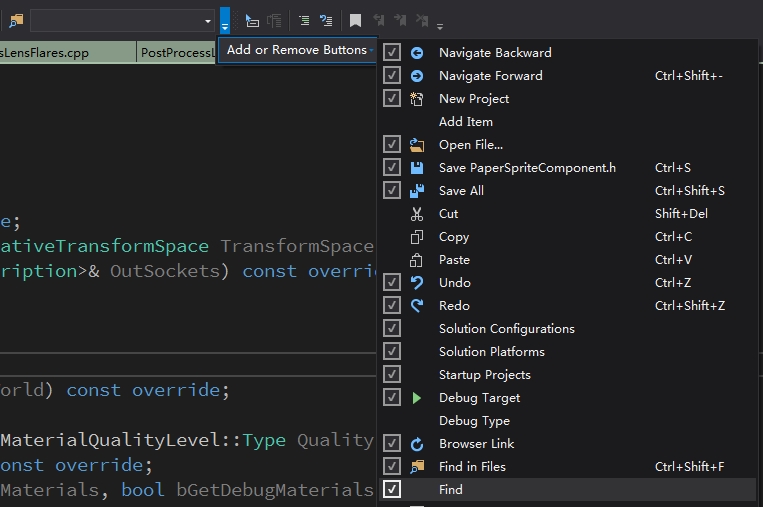 sLensFlares.cpp
PostProcessL
Add or Remove Buttons
Navigate Backward
Navigate Forward Ctrl+Shift+-
New Project
Add Item
Open File...
Save PaperSpriteComponent.h Ctrl+S
Save All Ctrl+Shift+S
Cut Shift+Del
Copy Ctrl+C
Paste Ctrl+V
Undo Ctrl+Z
Redo Ctrl+Shift+Z
Solution Configurations
Solution Platforms
Startup Projects
Debug Target
Debug Type
Browser Link
Find in Files Ctrl+Shift+F
Find
e;
ativeTransformSpace TransformSpace
ription>& OutSockets) const overri
orld) const override;
MaterialQualityLevel::Type Quality
onst override;
Materials, bool bGetDebugMaterials